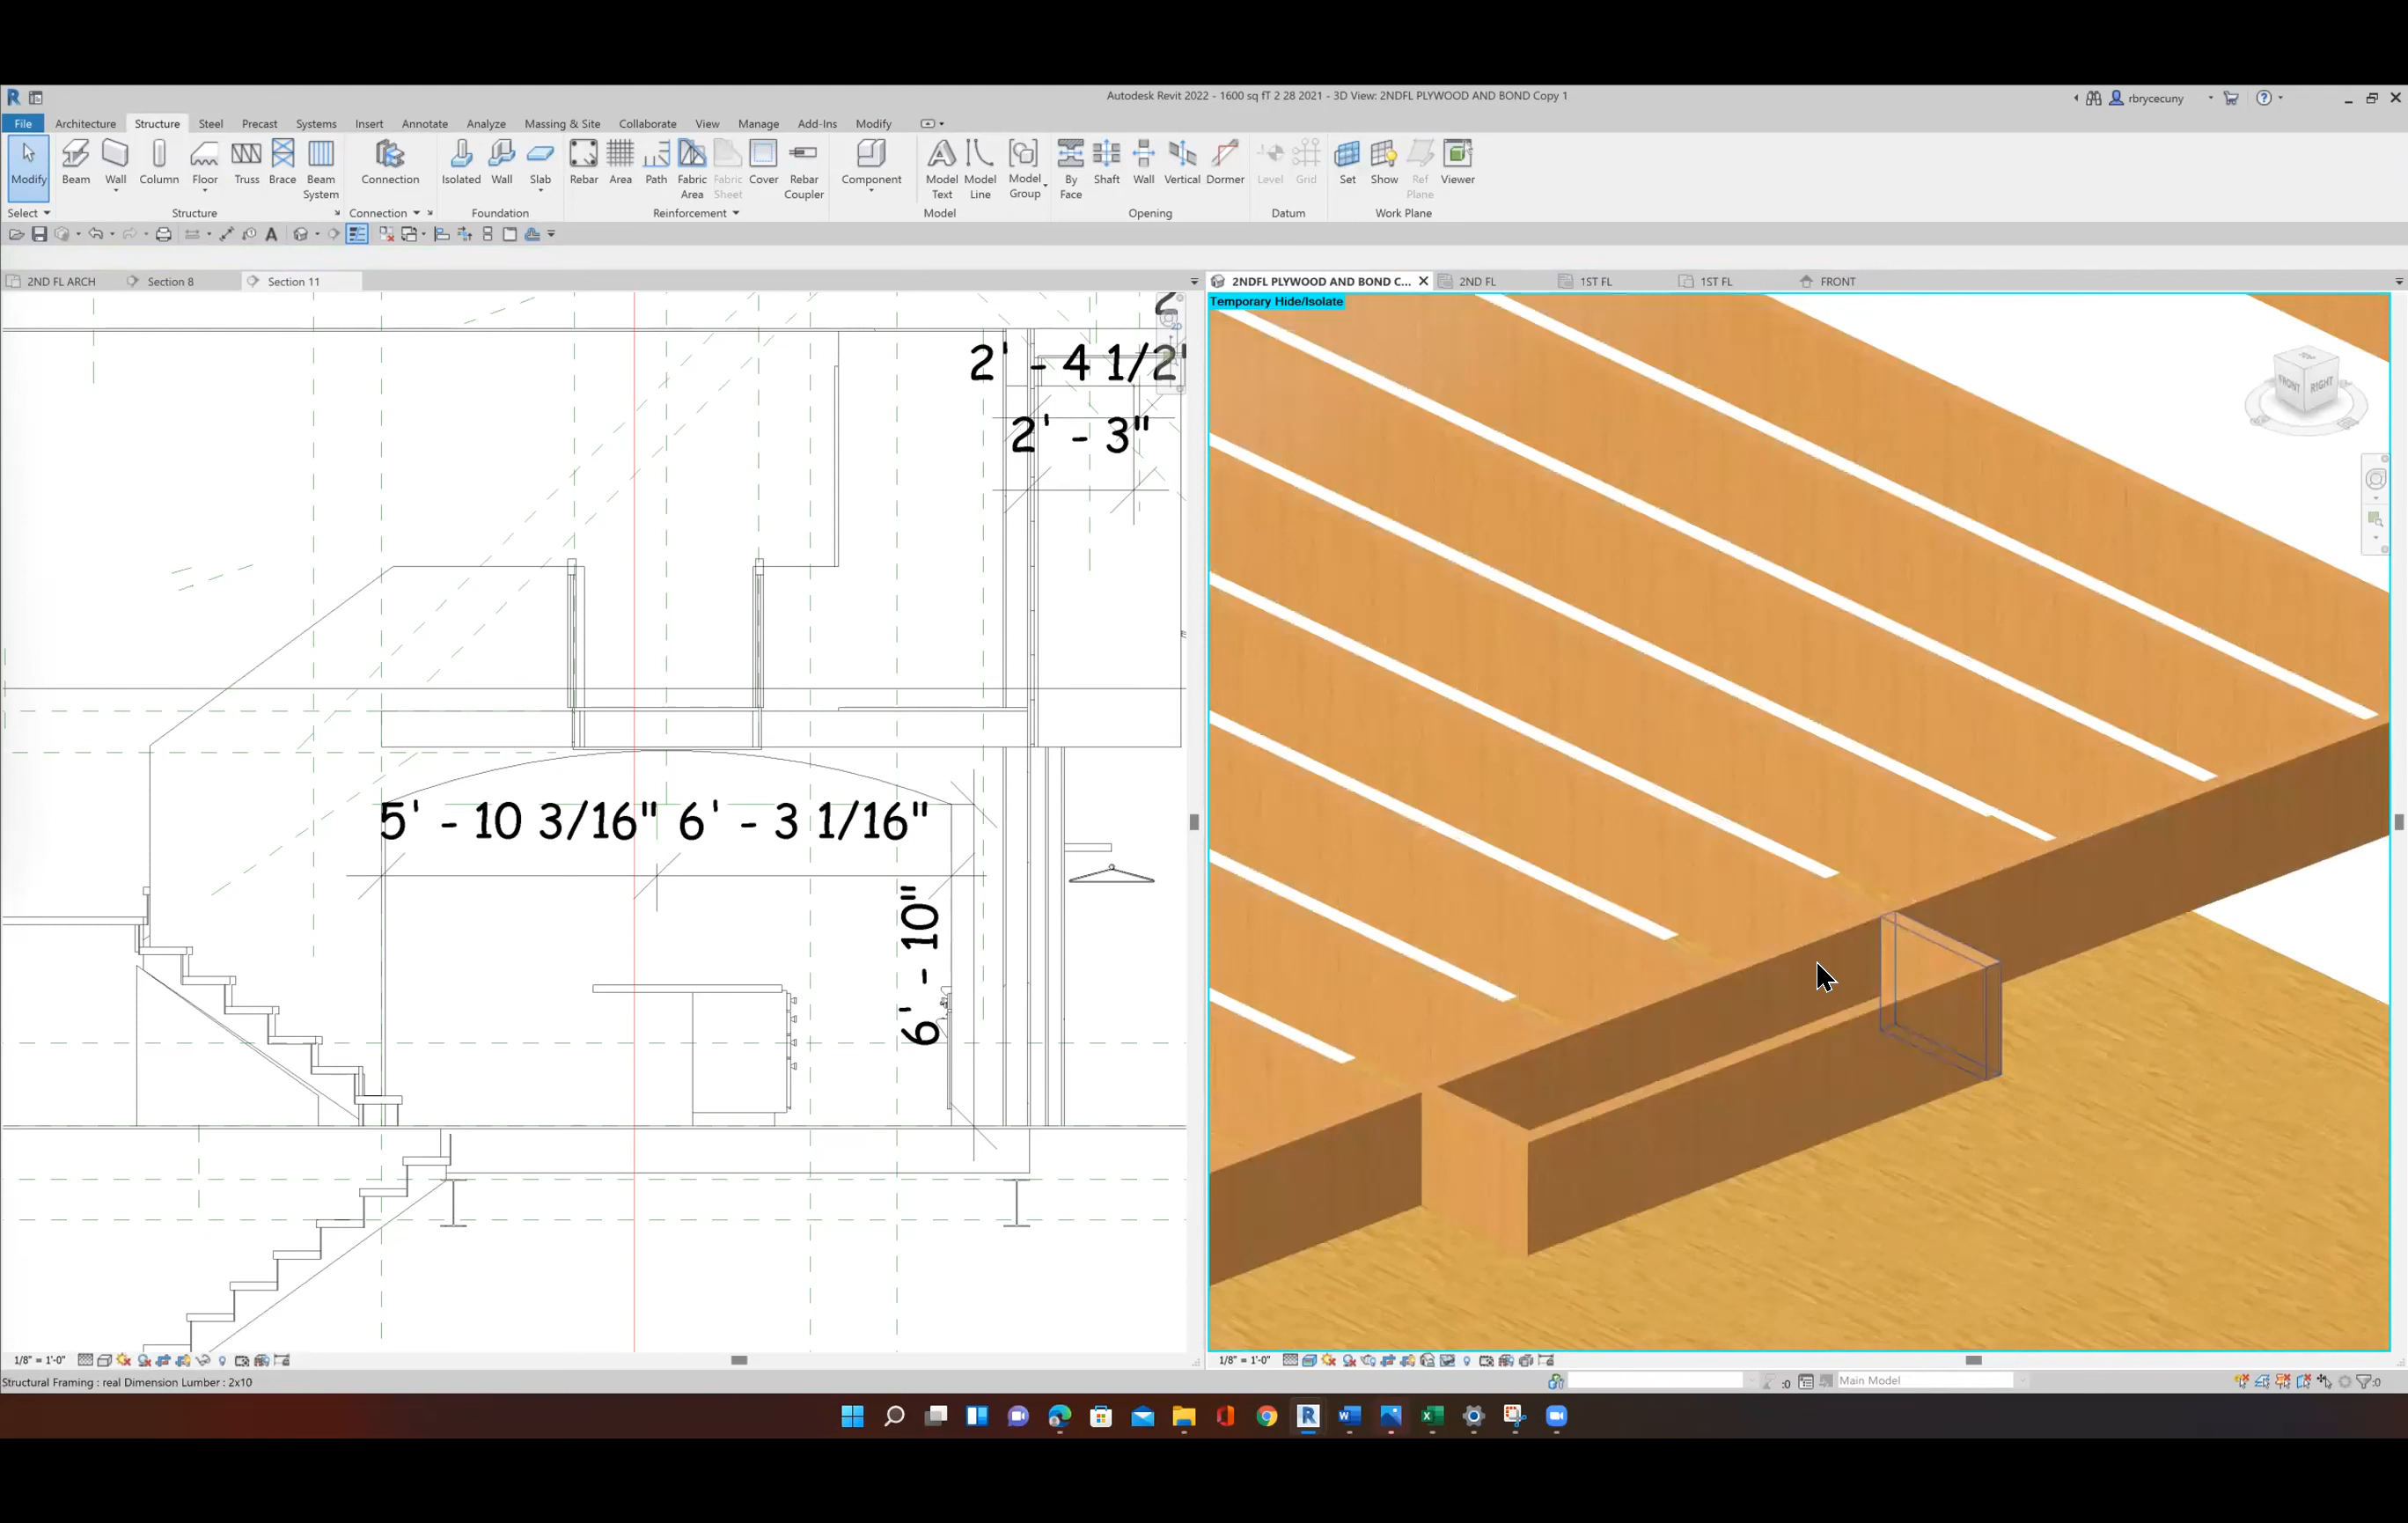 Autodesk Revit 2022 - 1600 sq fT 2 28 2021 - 3D View: 2NDFL PLYWOOD AND BOND Copy 1
rbrycecuny
File Architecture Structure Steel Precast Systems Insert Annotate Analyze Massing & Site Collaborate View Manage Add-Ins Modify
Modify Beam Wall Column Floor Truss Brace Beam System Connection Isolated Wall Slab Rebar Area Path Fabric Area Fabric Sheet Cover Rebar Coupler Component Model Text Model Line Model Group By Face Shaft Wall Vertical Dormer Level Grid Set Show Ref Plane Viewer
Select Structure Connection Foundation Reinforcement Model Opening Datum Work Plane
2ND FL ARCH Section 8 Section 11 2NDFL PLYWOOD AND BOND C... 2ND FL 1ST FL 1ST FL FRONT
Temporary Hide/Isolate
2
2' - 4 1/2"
2' - 3"
5' - 10 3/16" 6' - 3 1/16"
6' - 10"
TOP
FRONT RIGHT
1/8" = 1'-0"
1/8" = 1'-0"
Structural Framing : real Dimension Lumber : 2x10
:0 Main Model :0